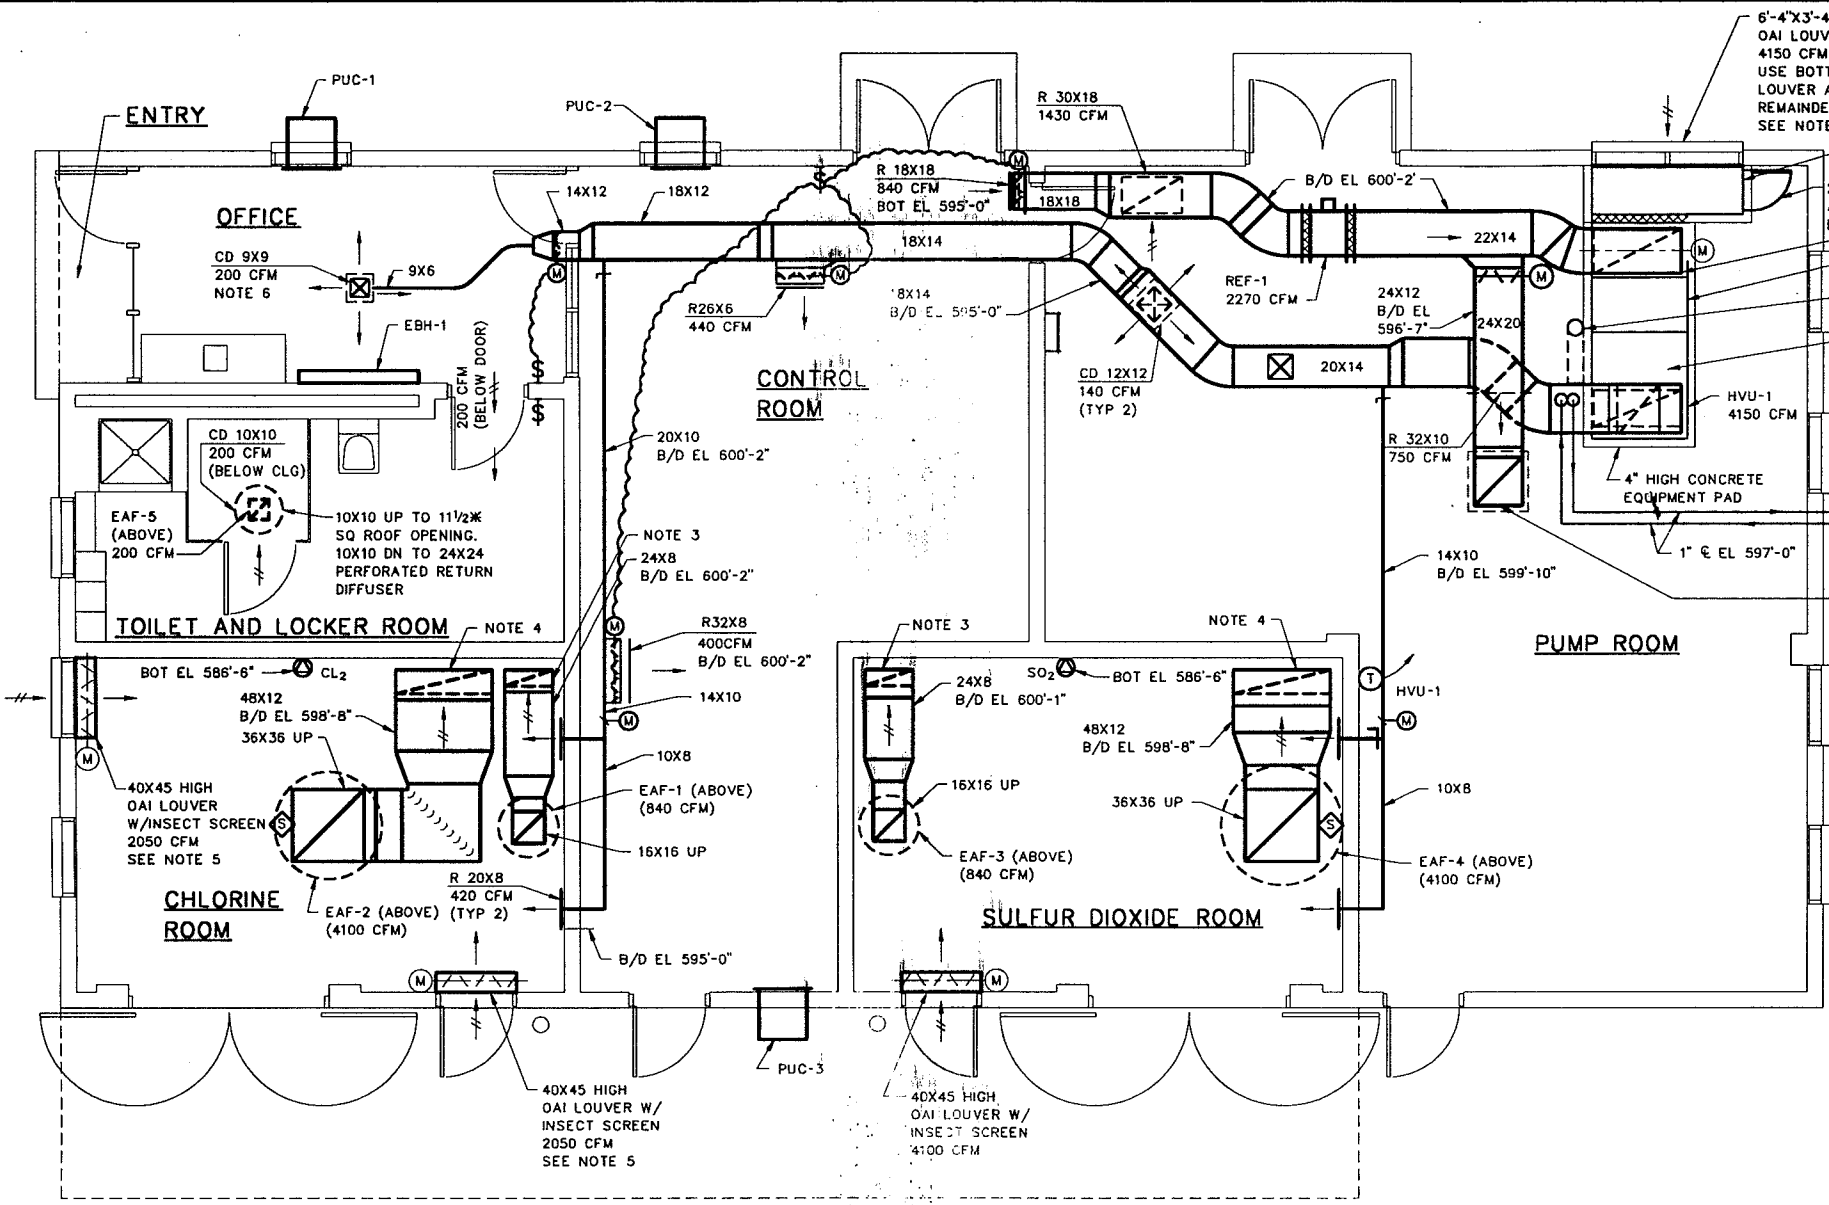 6'-4"X3'-4
OAI LOUV
4150 CFM
USE BOTT
LOUVER A
REMAINDE
SEE NOTE
PUC-1
PUC-2
ENTRY
R 30X18
1430 CFM
R 18X18
840 CFM
BOT EL 595'-0"
18X18
B/D EL 600'-2"
14X12
18X12
OFFICE
CD 9X9
200 CFM
NOTE 6
9X6
M
18X14
M
M
22X14
M
R26X6
440 CFM
18X14
B/D EL 595'-0"
REF-1
2270 CFM
24X12
B/D EL
596'-7"
M
24X20
EBH-1
200 CFM
(BELOW DOOR)
S
S
S
CONTROL
ROOM
CD 12X12
140 CFM
(TYP 2)
20X14
HVU-1
4150 CFM
R 32X10
750 CFM
4" HIGH CONCRETE
EQUIPMENT PAD
1" ℄ EL 597'-0"
CD 10X10
200 CFM
(BELOW CLG)
20X10
B/D EL 600'-2"
EAF-5
(ABOVE)
200 CFM
10X10 UP TO 11 1/2*
SQ ROOF OPENING.
10X10 DN TO 24X24
PERFORATED RETURN
DIFFUSER
NOTE 3
24X8
B/D EL 600'-2"
14X10
B/D EL 599'-10"
TOILET AND LOCKER ROOM
NOTE 4
M
R32X8
400CFM
B/D EL 600'-2"
14X10
M
NOTE 3
NOTE 4
PUMP ROOM
BOT EL 586'-6"
CL2
48X12
B/D EL 598'-8"
36X36 UP
24X8
B/D EL 600'-1"
SO2
BOT EL 586'-6"
T
HVU-1
M
48X12
B/D EL 598'-8"
M
40X45 HIGH
OAI LOUVER
W/INSECT SCREEN
2050 CFM
SEE NOTE 5
S
10X8
EAF-1 (ABOVE)
(840 CFM)
16X16 UP
16X16 UP
36X36 UP
S
10X8
EAF-3 (ABOVE)
(840 CFM)
EAF-4 (ABOVE)
(4100 CFM)
R 20X8
420 CFM
(TYP 2)
CHLORINE
ROOM
EAF-2 (ABOVE)
(4100 CFM)
SULFUR DIOXIDE ROOM
B/D EL 595'-0"
M
M
PUC-3
40X45 HIGH
OAI LOUVER W/
INSECT SCREEN
2050 CFM
SEE NOTE 5
40X45 HIGH
OAI LOUVER W/
INSECT SCREEN
4100 CFM